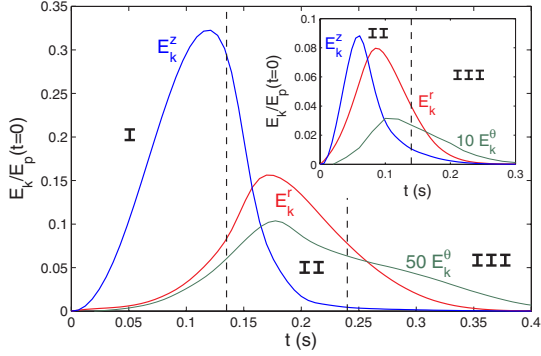 0.35
0.3
0.25
0.2
0.15
0.1
0.05
0
E_k/E_p(t=0)
0 0.05 0.1 0.15 0.2 0.25 0.3 0.35 0.4
t (s)
E_k^z
I
E_k^r
II
50 E_k^θ
III
0.1
0.08
0.06
0.04
0.02
0
E_k/E_p(t=0)
0 0.1 0.2 0.3
t (s)
E_k^z
II
III
E_k^r
10 E_k^θ